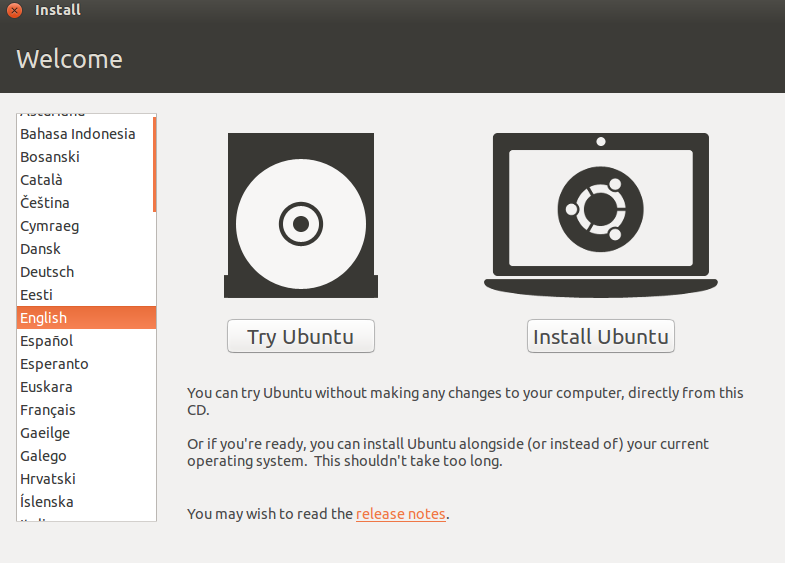 Install
Welcome
Asturianu
Bahasa Indonesia
Bosanski
Català
Čeština
Cymraeg
Dansk
Deutsch
Eesti
English
Español
Esperanto
Euskara
Français
Gaeilge
Galego
Hrvatski
Íslenska
Try Ubuntu
Install Ubuntu
You can try Ubuntu without making any changes to your computer, directly from this
CD.
Or if you're ready, you can install Ubuntu alongside (or instead of) your current
operating system.  This shouldn't take too long.
You may wish to read the release notes.